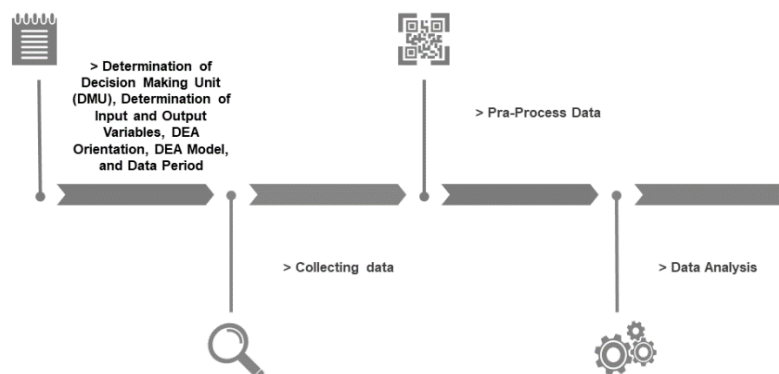 > Determination of
Decision Making Unit
(DMU), Determination of
Input and Output
Variables, DEA
Orientation, DEA Model,
and Data Period
> Collecting data
> Pra-Process Data
> Data Analysis